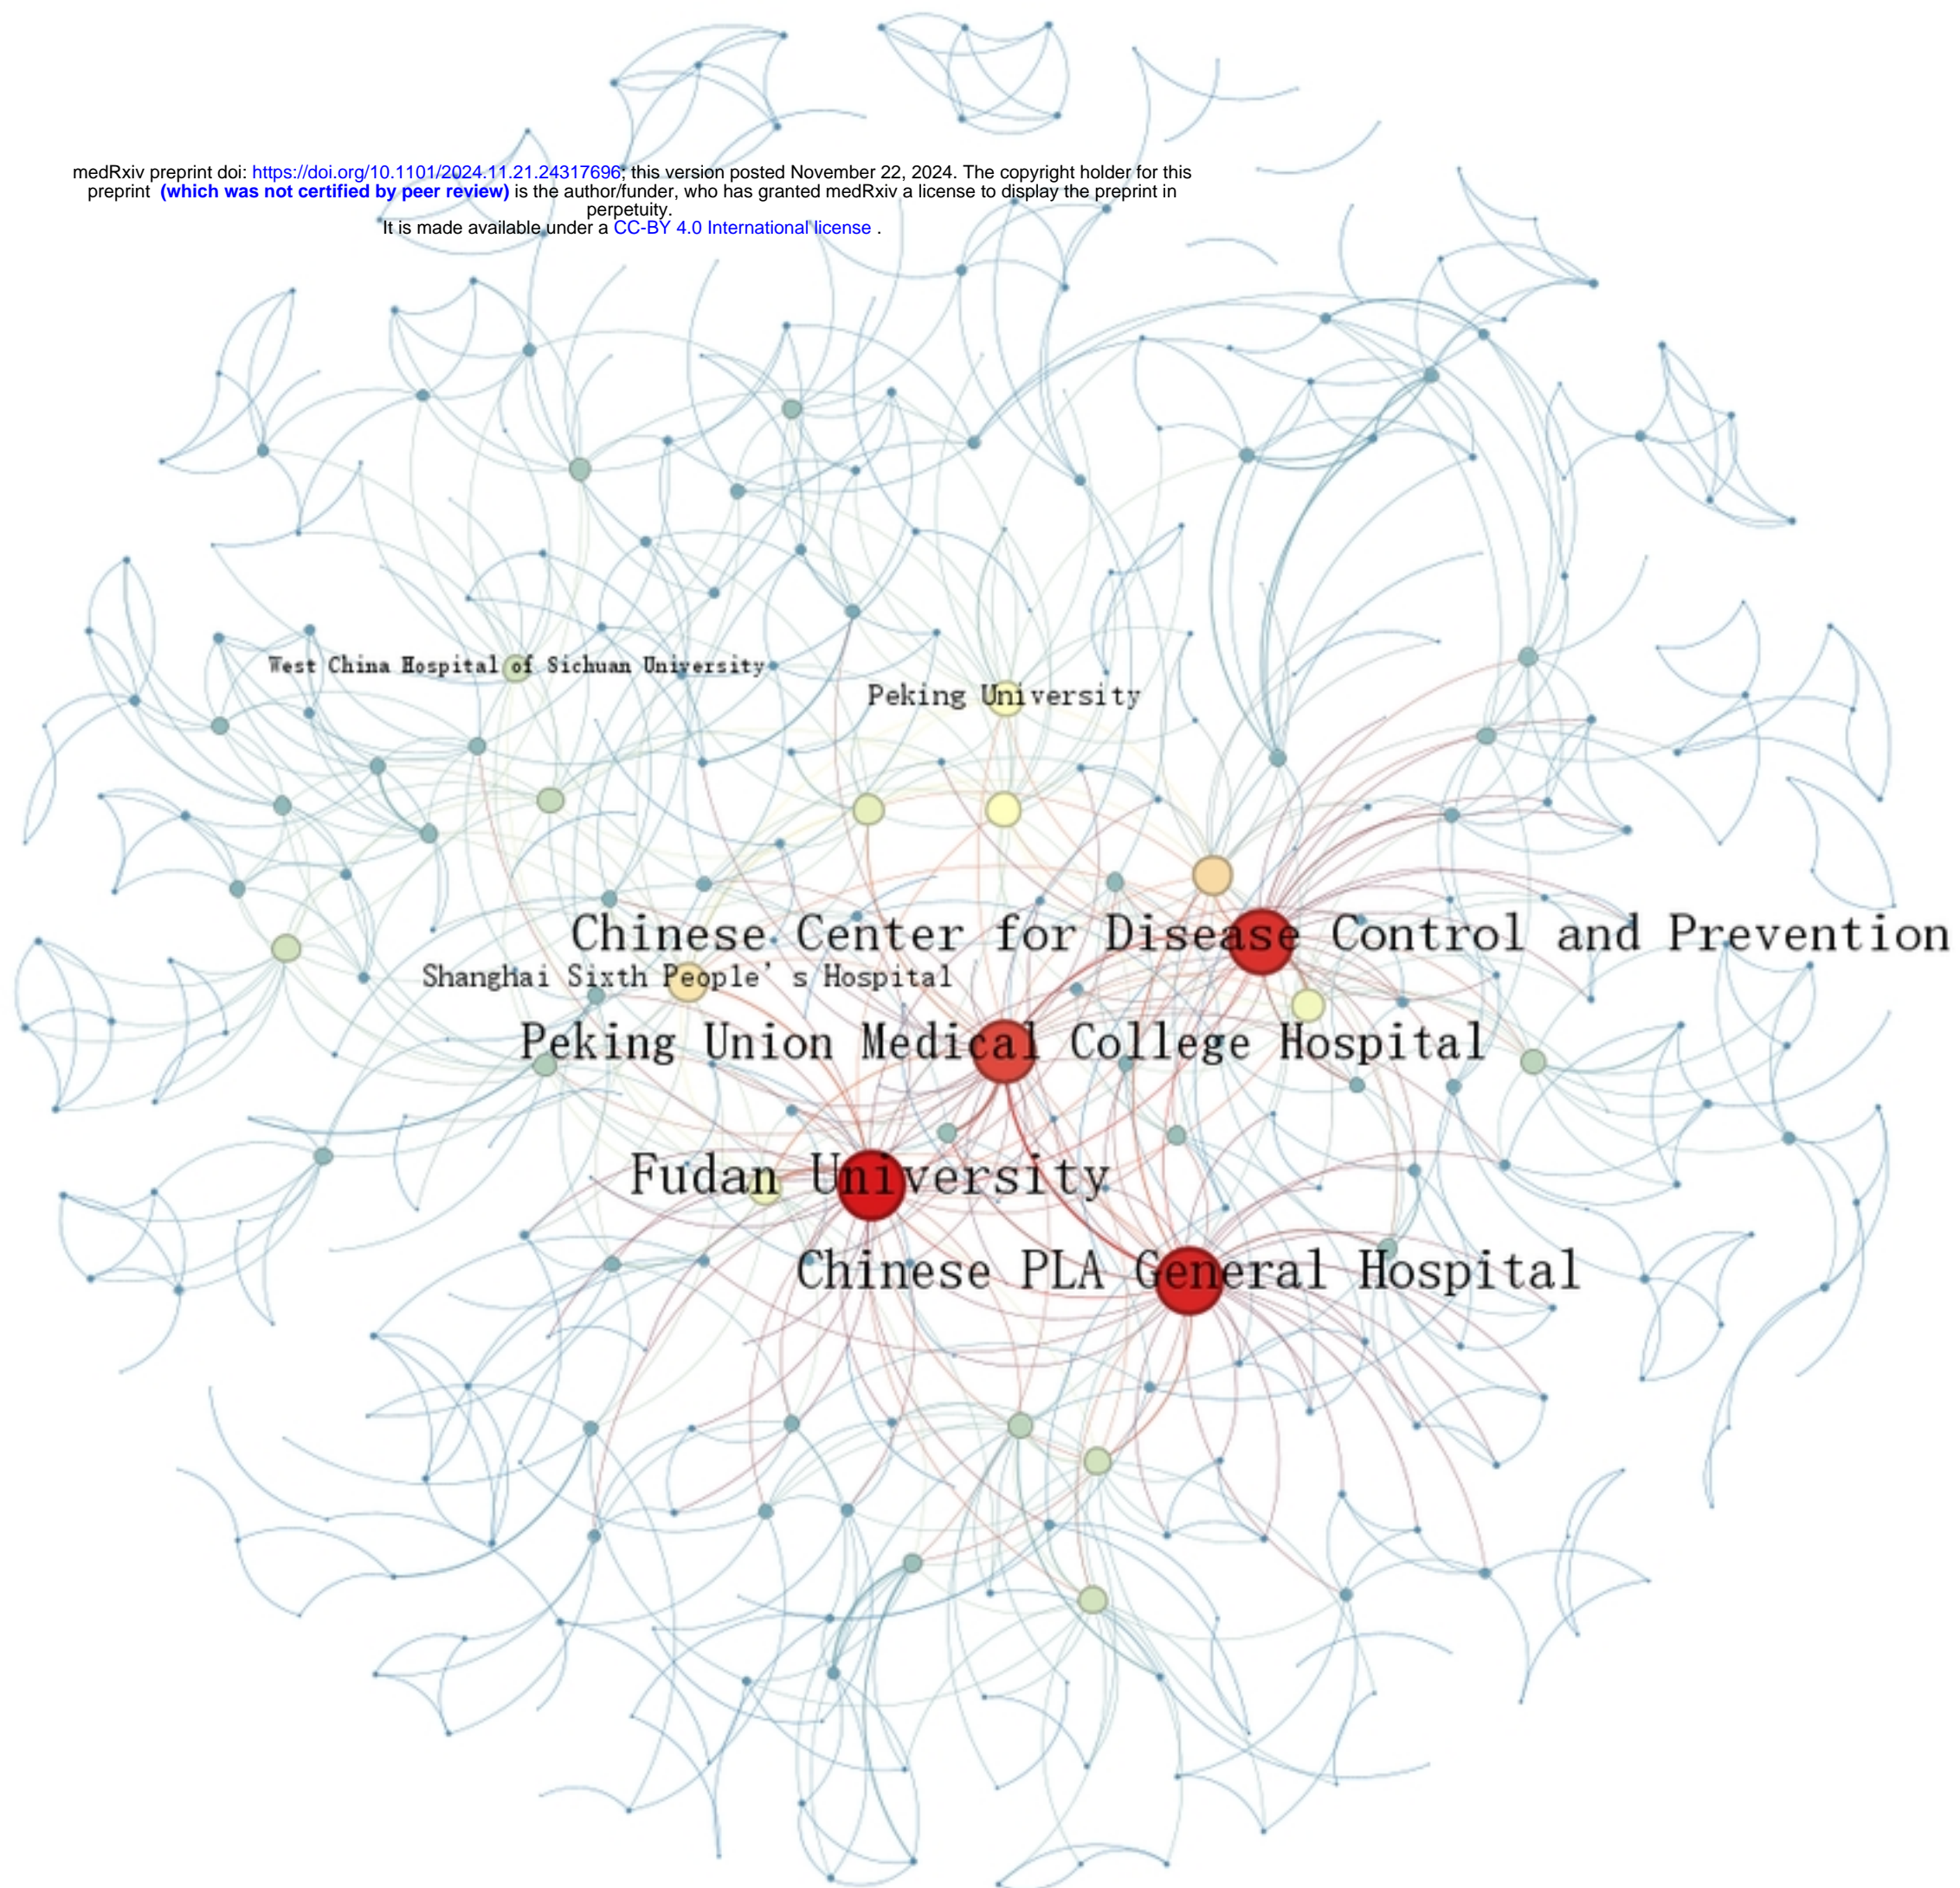 medRxiv preprint doi: https://doi.org/10.1101/2024.11.21.24317696; this version posted November 22, 2024. The copyright holder for this
preprint (which was not certified by peer review) is the author/funder, who has granted medRxiv a license to display the preprint in
perpetuity.
It is made available under a CC-BY 4.0 International license .
West China Hospital of Sichuan University
Peking University
Chinese Center for Disease Control and Prevention
Shanghai Sixth People's Hospital
Peking Union Medical College Hospital
Fudan University
Chinese PLA General Hospital